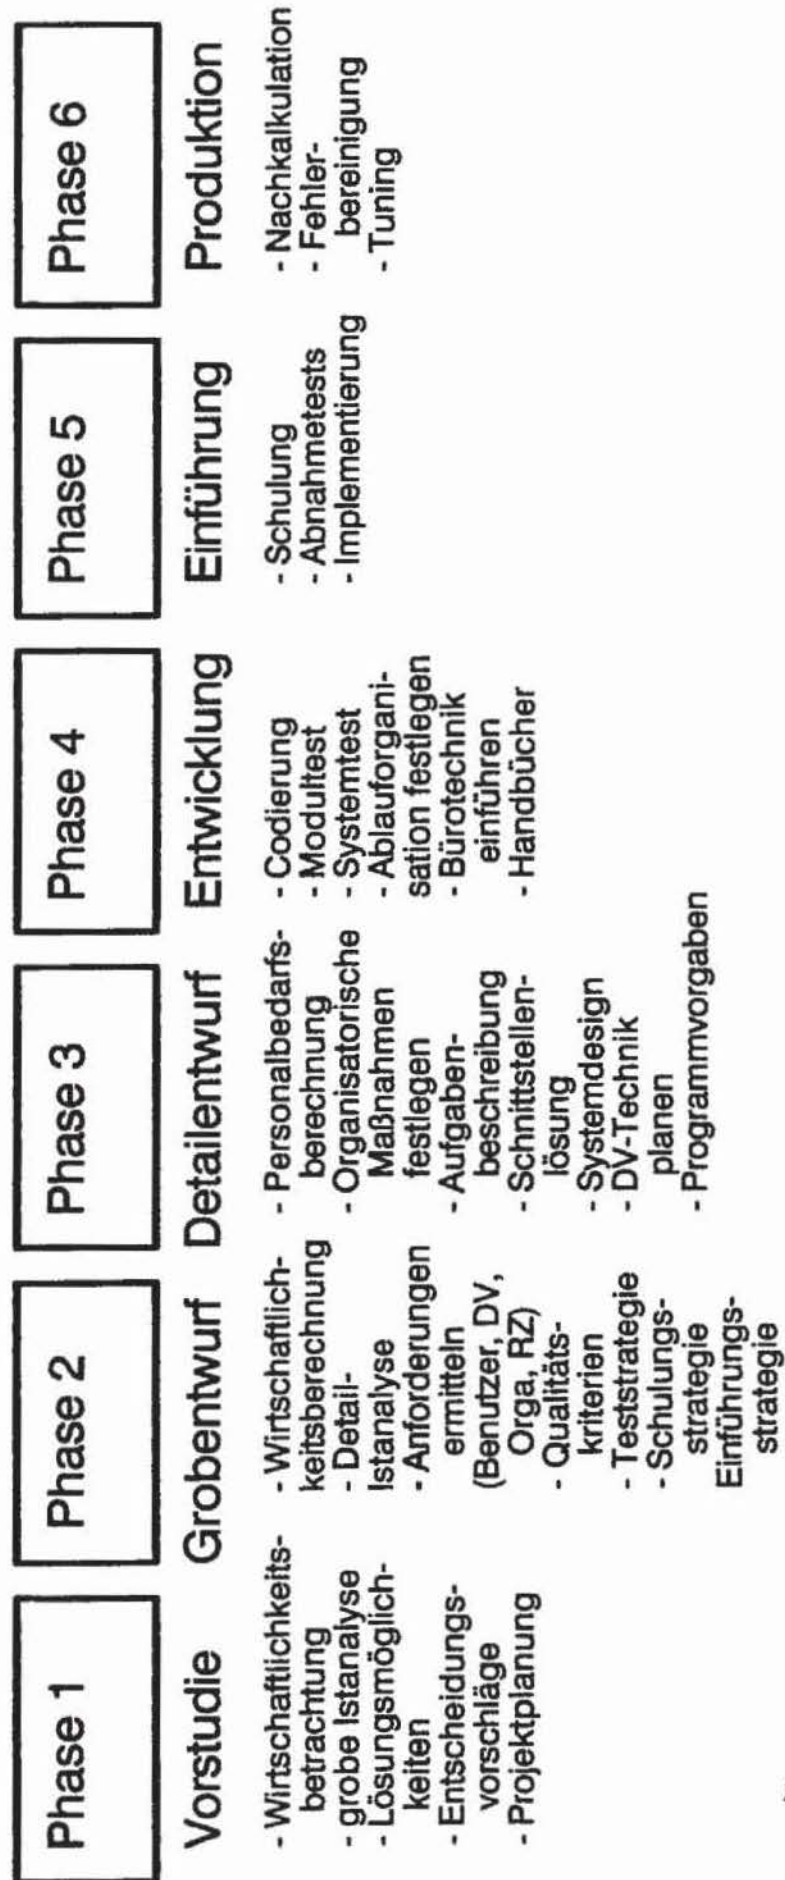 Phase 1
Vorstudie
- Wirtschaftlichkeits-
betrachtung
- grobe Istanalyse
- Lösungsmöglich-
keiten
- Entscheidungs-
vorschläge
- Projektplanung
Phase 2
Grobentwurf
- Wirtschaftlich-
keitsberechnung
- Detail-
Istanalyse
- Anforderungen
ermitteln
(Benutzer, DV,
Orga, RZ)
- Qualitäts-
kriterien
- Teststrategie
- Schulungs-
strategie
Einführungs-
strategie
Phase 3
Detailentwurf
- Personalbedarfs-
berechnung
- Organisatorische
Maßnahmen
festlegen
- Aufgaben-
beschreibung
- Schnittstellen-
lösung
- Systemdesign
- DV-Technik
planen
- Programmvorgaben
Phase 4
Entwicklung
- Codierung
- Modultest
- Systemtest
- Ablauforgani-
sation festlegen
- Bürotechnik
einführen
- Handbücher
Phase 5
Einführung
- Schulung
- Abnahmetests
- Implementierung
Phase 6
Produktion
- Nachkalkulation
- Fehler-
bereinigung
- Tuning